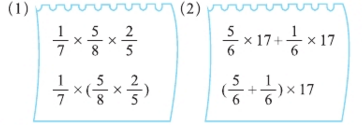 (1)
1/7 × 5/8 × 2/5
1/7 × (5/8 × 2/5)
(2)
5/6 × 17 + 1/6 × 17
(5/6 + 1/6) × 17